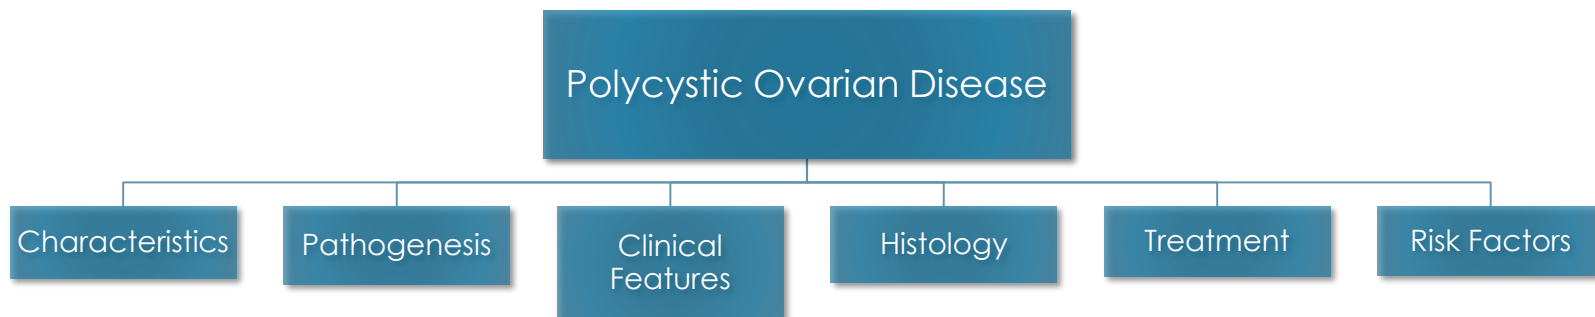 Polycystic Ovarian Disease
Characteristics
Pathogenesis
Clinical
Features
Histology
Treatment
Risk Factors